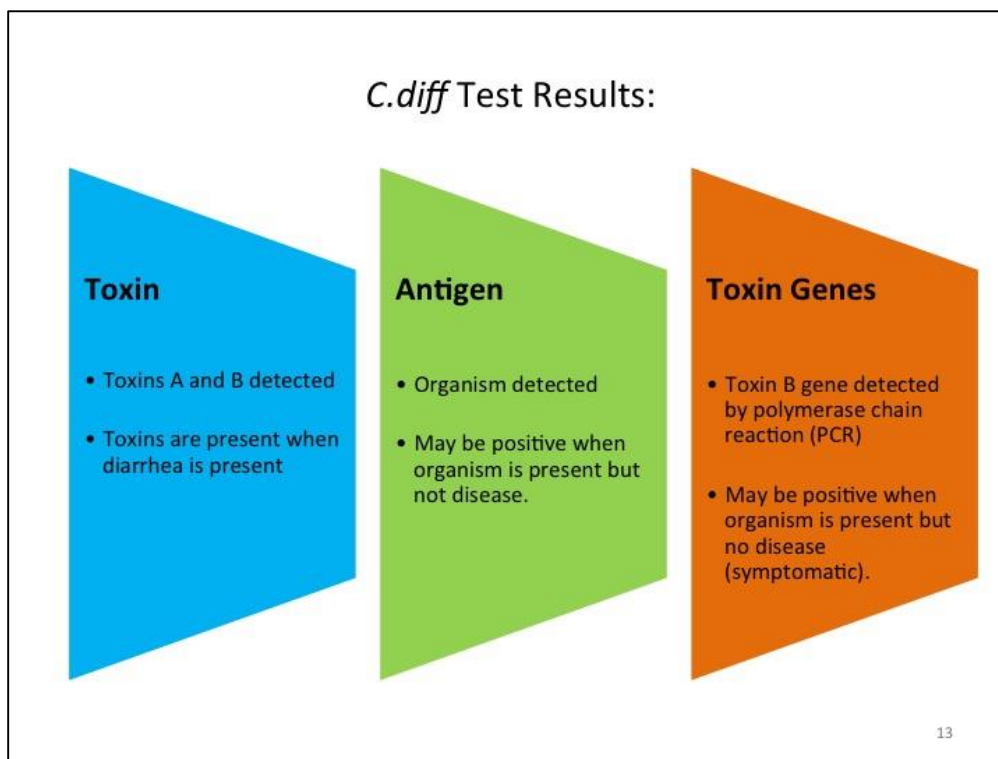 C.diff Test Results:
Toxin
• Toxins A and B detected
• Toxins are present when
diarrhea is present
Antigen
• Organism detected
• May be positive when
organism is present but
not disease.
Toxin Genes
• Toxin B gene detected
by polymerase chain
reaction (PCR)
• May be positive when
organism is present but
no disease
(symptomatic).
13